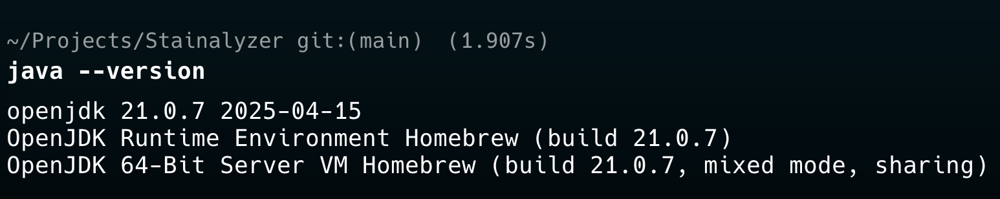 ~/Projects/Stainalyzer git:(main)  (1.907s)
java --version
openjdk 21.0.7 2025-04-15
OpenJDK Runtime Environment Homebrew (build 21.0.7)
OpenJDK 64-Bit Server VM Homebrew (build 21.0.7, mixed mode, sharing)